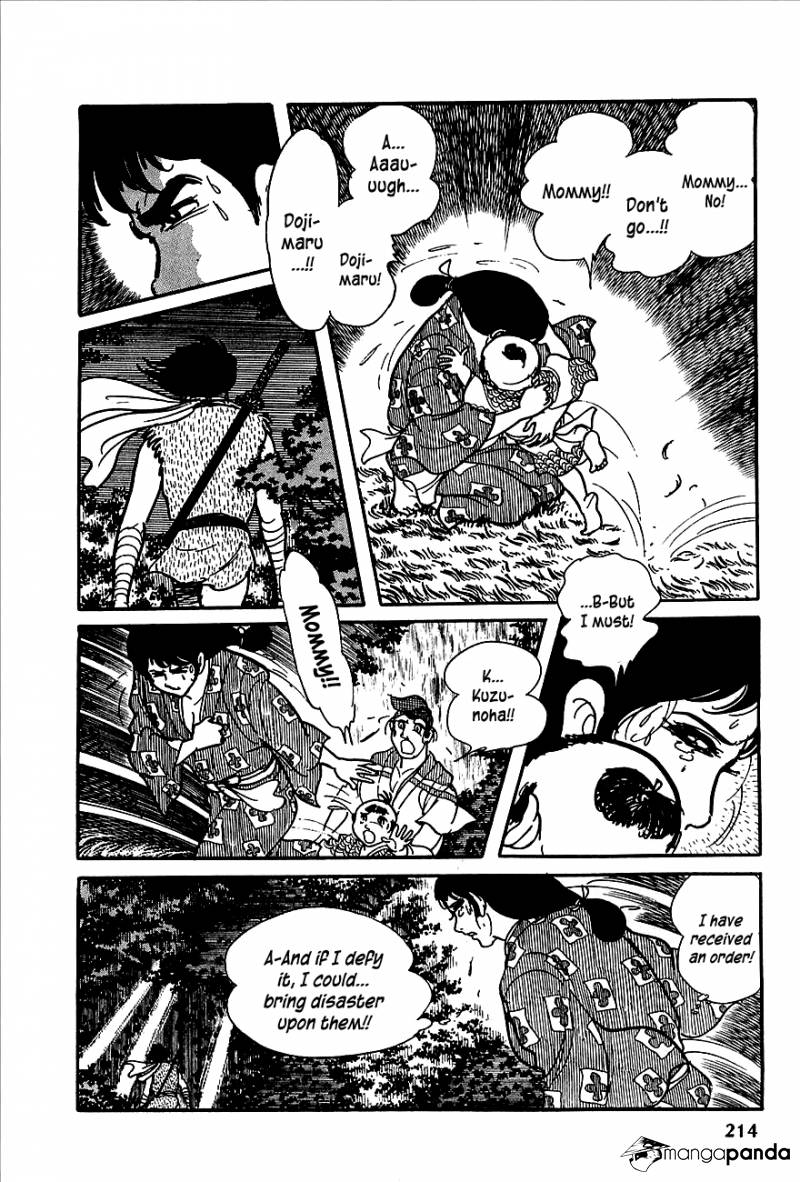 Mommy...
No!
Don't
go...!!
Mommy!!
A...
Aaau-
uugh...
Doji-
maru!
Doji-
maru
...!!
...B-But
I must!
K...
Kuzu-
noha!!
Mommy!!
I have
received
an order!
A-And if I defy
it, I could...
bring disaster
upon them!!
214
mangapanda